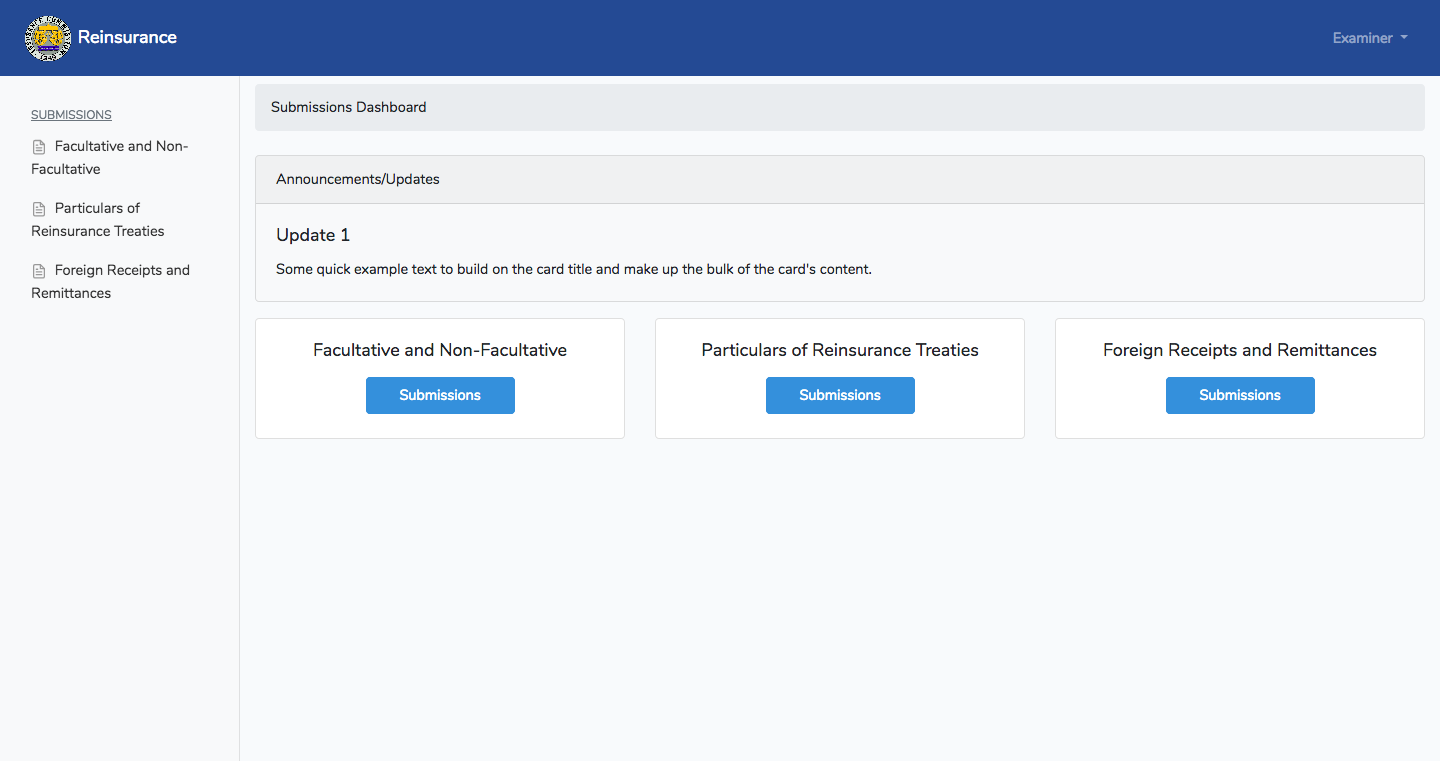 Reinsurance
Examiner
SUBMISSIONS
Facultative and Non-
Facultative
Particulars of
Reinsurance Treaties
Foreign Receipts and
Remittances
Submissions Dashboard
Announcements/Updates
Update 1
Some quick example text to build on the card title and make up the bulk of the card's content.
Facultative and Non-Facultative
Submissions
Particulars of Reinsurance Treaties
Submissions
Foreign Receipts and Remittances
Submissions